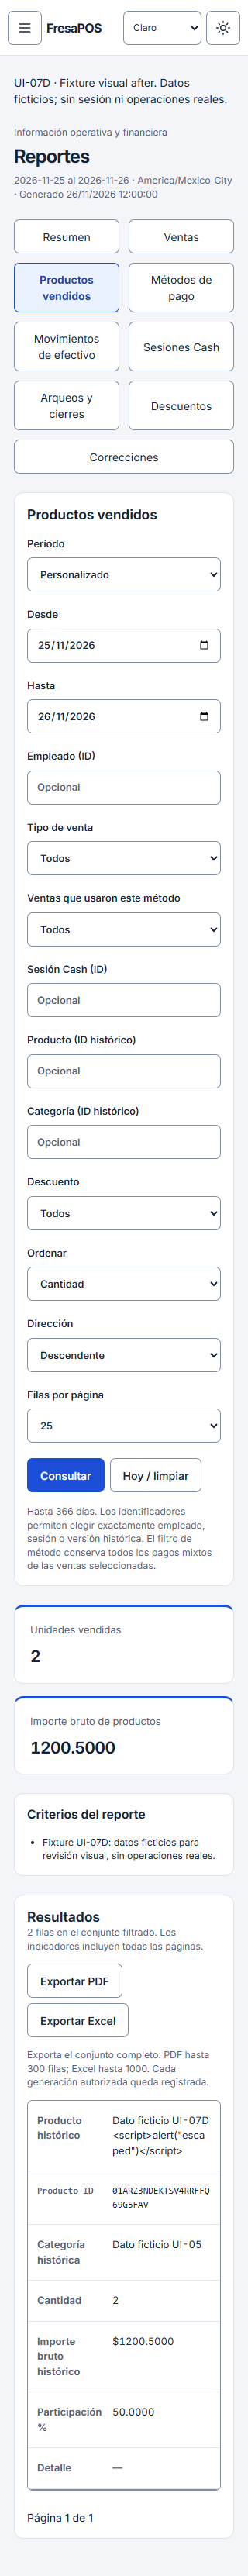 FresaPOS
Claro
UI-07D · Fixture visual after. Datos
ficticios; sin sesión ni operaciones reales.
Información operativa y financiera
Reportes
2026-11-25 al 2026-11-26 · America/Mexico_City
· Generado 26/11/2026 12:00:00
Resumen
Ventas
Productos
vendidos
Métodos de
pago
Movimientos
de efectivo
Sesiones Cash
Arqueos y
cierres
Descuentos
Correcciones
Productos vendidos
Período
Personalizado
Desde
25/11/2026
Hasta
26/11/2026
Empleado (ID)
Opcional
Tipo de venta
Todos
Ventas que usaron este método
Todos
Sesión Cash (ID)
Opcional
Producto (ID histórico)
Opcional
Categoría (ID histórico)
Opcional
Descuento
Todos
Ordenar
Cantidad
Dirección
Descendente
Filas por página
25
Consultar
Hoy / limpiar
Hasta 366 días. Los identificadores
permiten elegir exactamente empleado,
sesión o versión histórica. El filtro de
método conserva todos los pagos mixtos
de las ventas seleccionadas.
Unidades vendidas
2
Importe bruto de productos
1200.5000
Criterios del reporte
• Fixture UI-07D: datos ficticios para
revisión visual, sin operaciones reales.
Resultados
2 filas en el conjunto filtrado. Los
indicadores incluyen todas las páginas.
Exportar PDF
Exportar Excel
Exporta el conjunto completo: PDF hasta
300 filas; Excel hasta 1000. Cada
generación autorizada queda registrada.
Producto
histórico
Dato ficticio UI-07D
<script>alert("esca
ped")</script>
Producto ID
01ARZ3NDEKTSV4RRFFQ
69G5FAV
Categoría
histórica
Dato ficticio UI-05
Cantidad
2
Importe
bruto
histórico
$1200.5000
Participación
%
50.0000
Detalle
—
Página 1 de 1